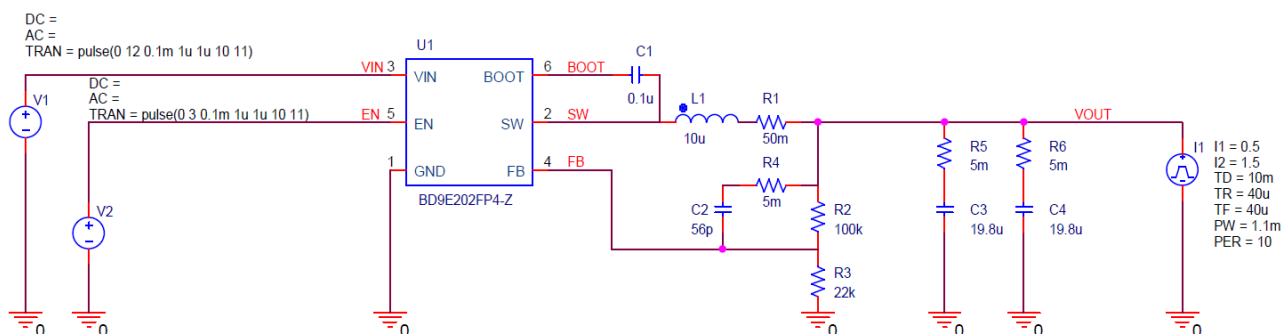 DC =
AC =
TRAN = pulse(0 12 0.1m 1u 1u 10 11)
V1
DC =
AC =
TRAN = pulse(0 3 0.1m 1u 1u 10 11)
V2
U1
VIN 3 VIN
EN 5 EN
1 GND
BOOT 6 BOOT
SW 2 SW
FB 4 FB
BD9E202FP4-Z
C1
0.1u
L1
10u
R1
50m
R4
5m
C2
56p
R2
100k
R3
22k
R5
5m
C3
19.8u
R6
5m
C4
19.8u
VOUT
I1
I1 = 0.5
I2 = 1.5
TD = 10m
TR = 40u
TF = 40u
PW = 1.1m
PER = 10
0
0
0
0
0
0
0